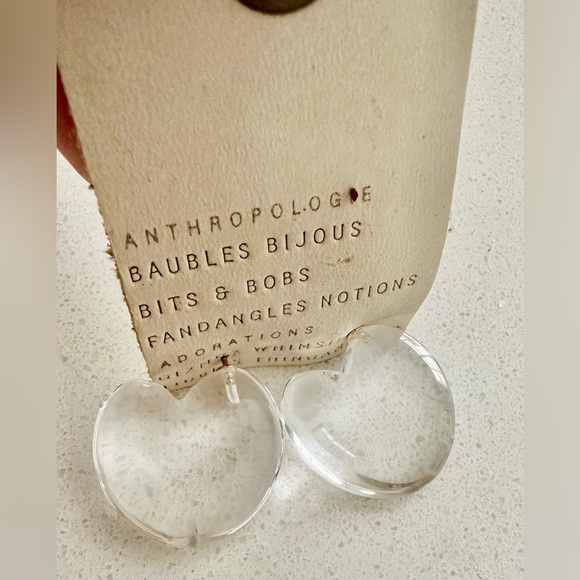 ANTHROPOLOGIE
BAUBLES BIJOUS
BITS & BOBS
FANDANGLES NOTIONS
ADORATIONS